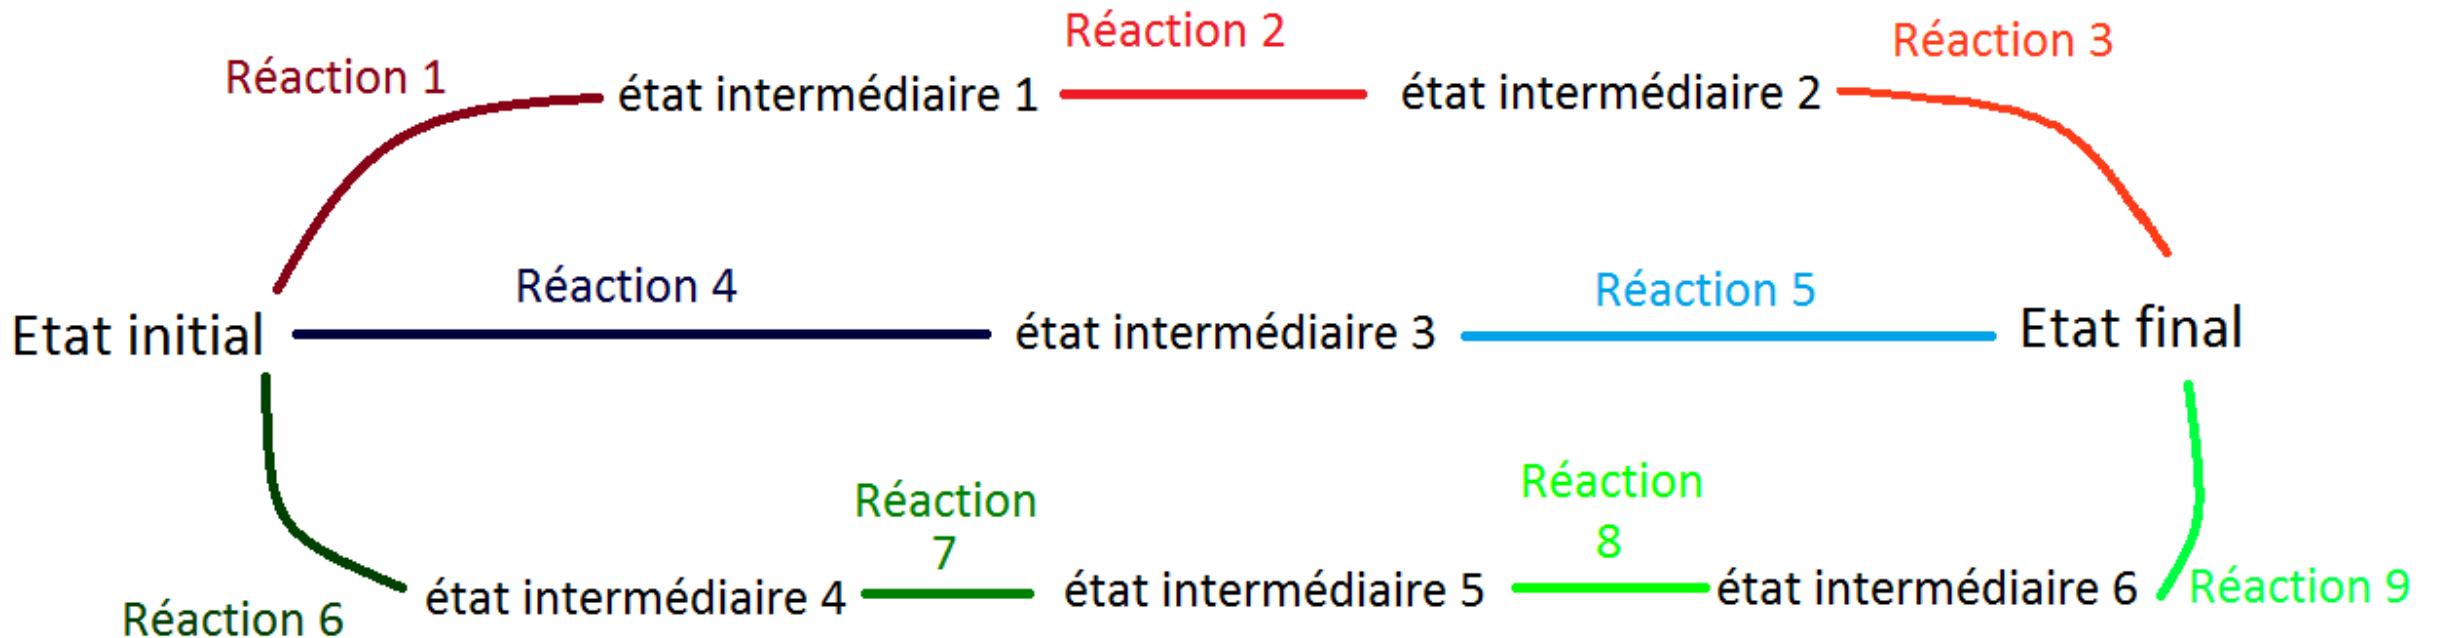 Réaction 1
Réaction 2
Réaction 3
état intermédiaire 1
état intermédiaire 2
Réaction 4
Réaction 5
Etat initial
état intermédiaire 3
Etat final
Réaction
7
Réaction
8
Réaction 6
état intermédiaire 4
état intermédiaire 5
état intermédiaire 6
Réaction 9